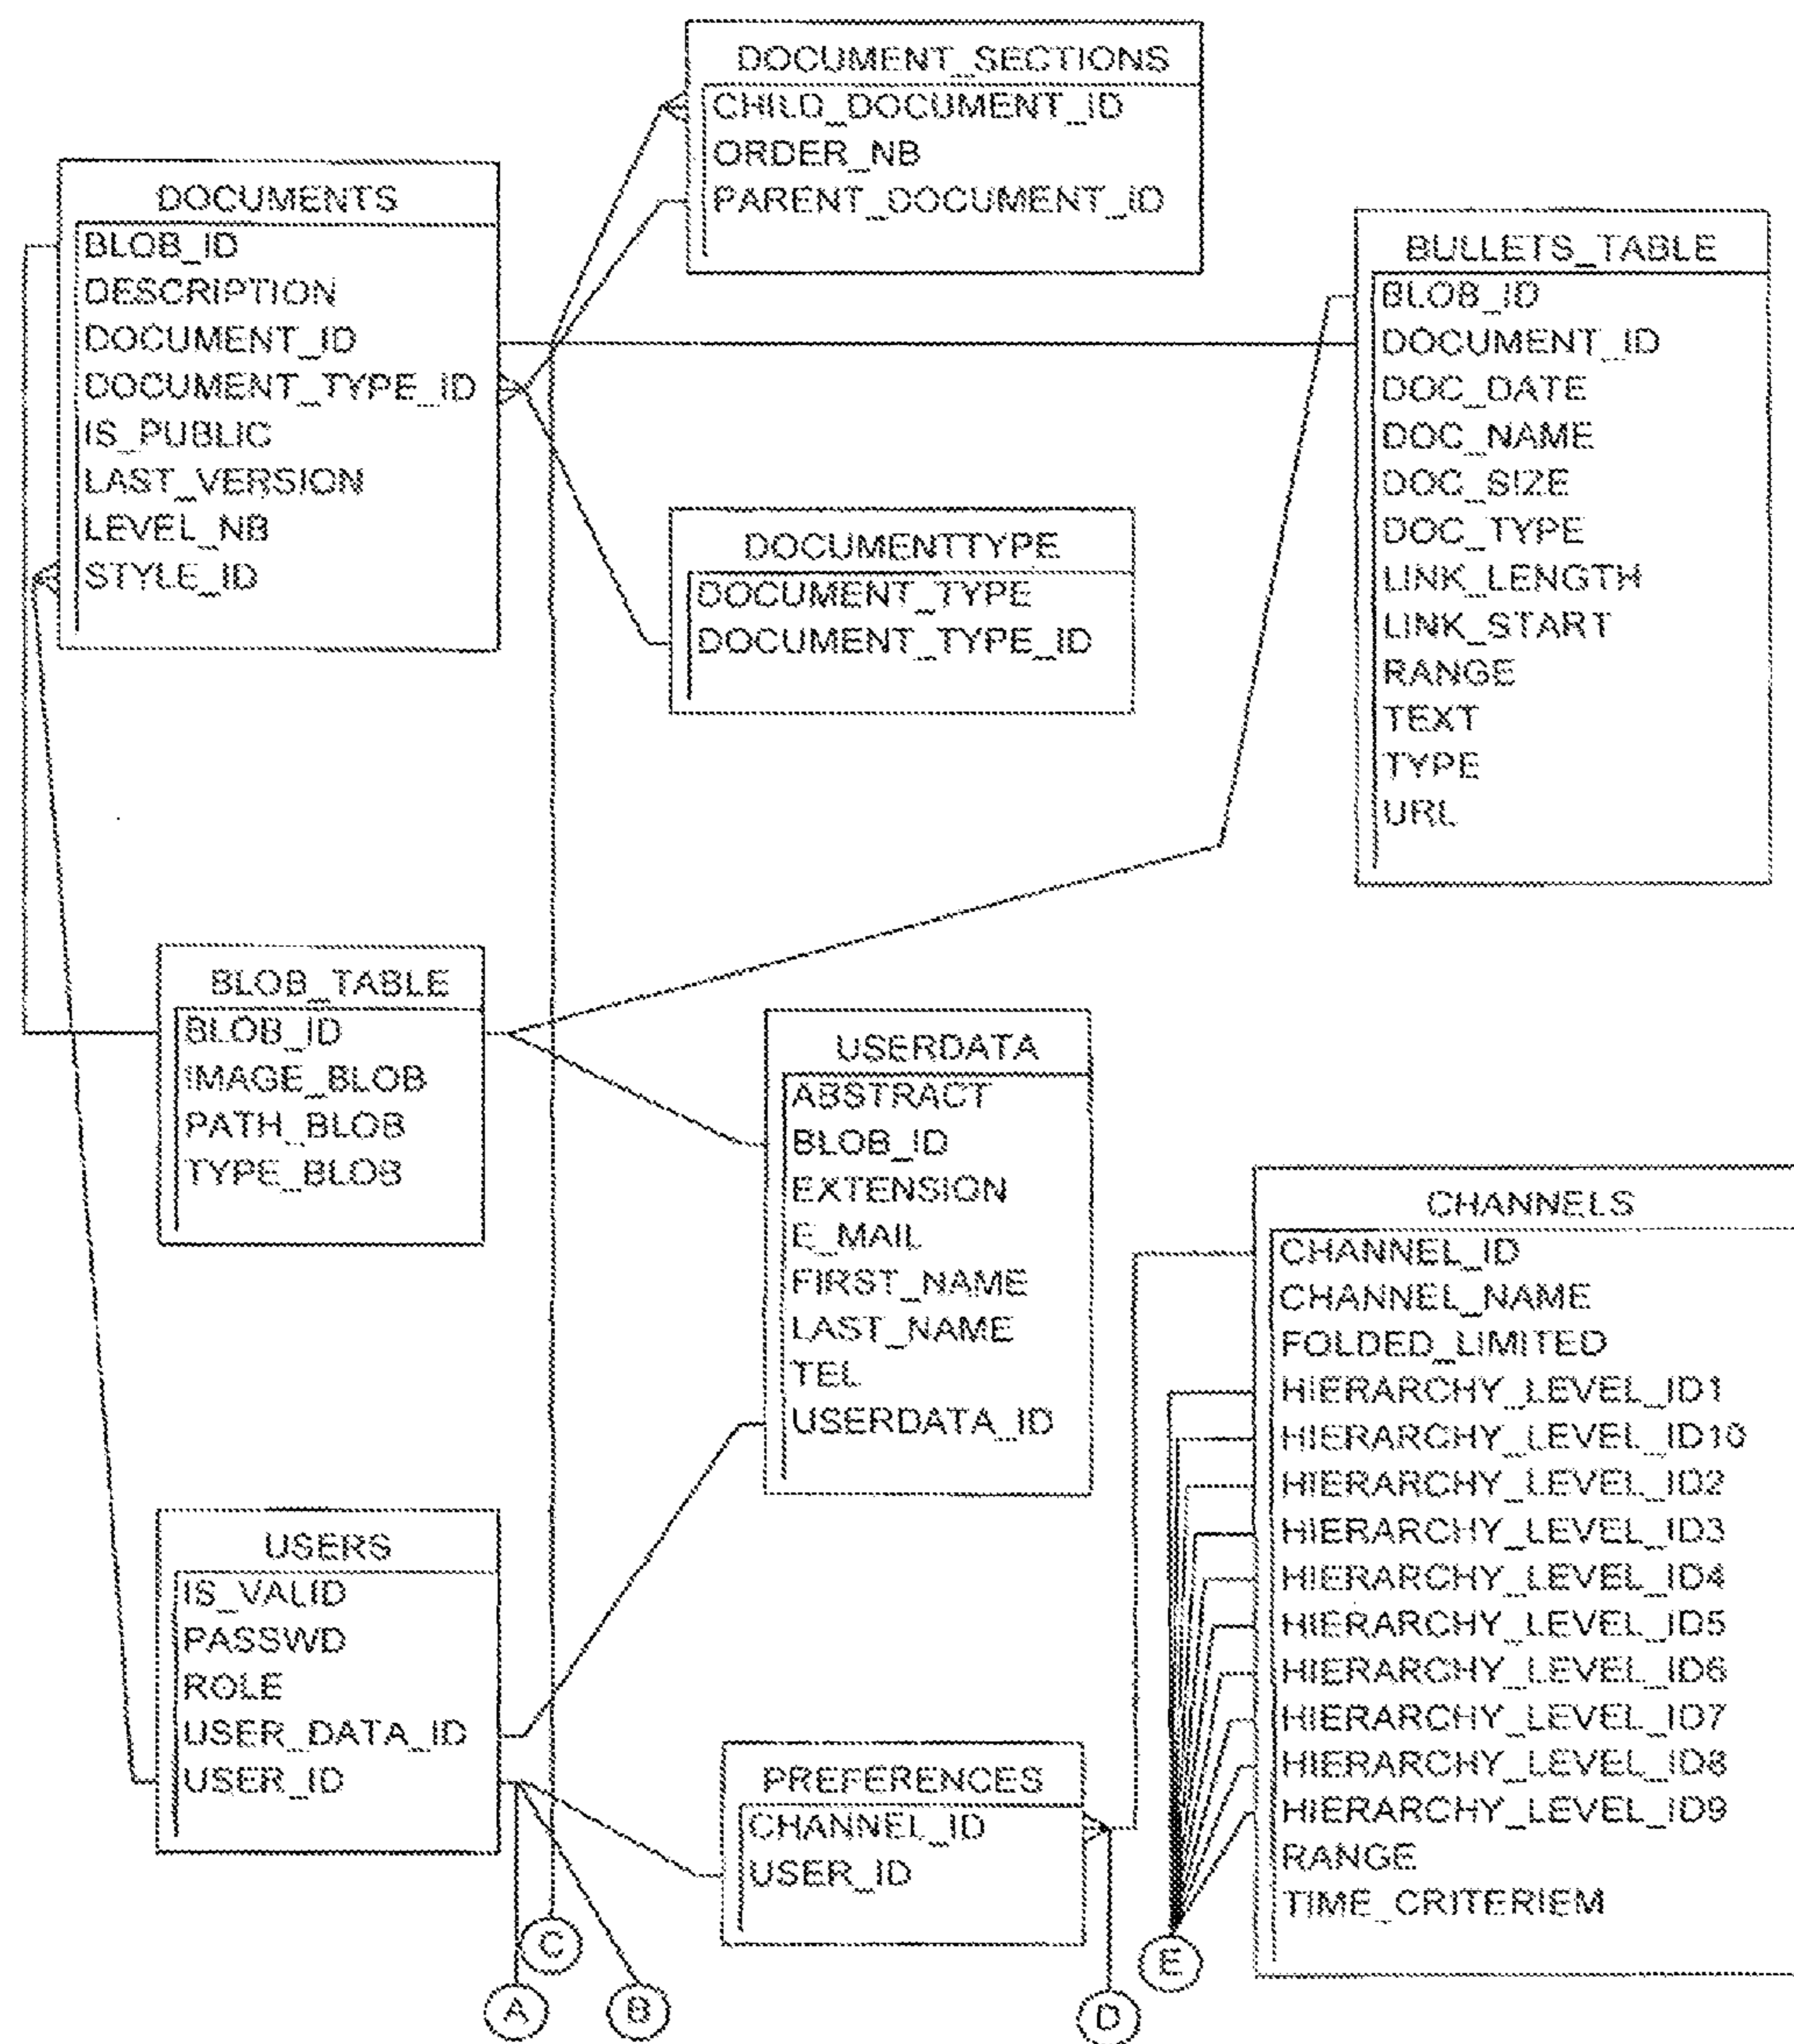 DOCUMENT_SECTIONS
CHILD_DOCUMENT_ID
ORDER_NB
PARENT_DOCUMENT_ID
DOCUMENTS
BLOB_ID
DESCRIPTION
DOCUMENT_ID
DOCUMENT_TYPE_ID
IS_PUBLIC
LAST_VERSION
LEVEL_NB
STYLE_ID
BULLETS_TABLE
BLOB_ID
DOCUMENT_ID
DOC_DATE
DOC_NAME
DOC_SIZE
DOC_TYPE
LINK_LENGTH
LINK_START
RANGE
TEXT
TYPE
URL
DOCUMENTTYPE
DOCUMENT_TYPE
DOCUMENT_TYPE_ID
BLOB_TABLE
BLOB_ID
IMAGE_BLOB
PATH_BLOB
TYPE_BLOB
USERDATA
ABSTRACT
BLOB_ID
EXTENSION
E_MAIL
FIRST_NAME
LAST_NAME
TEL
USERDATA_ID
CHANNELS
CHANNEL_ID
CHANNEL_NAME
FOLDED_LIMITED
HIERARCHY_LEVEL_ID1
HIERARCHY_LEVEL_ID10
HIERARCHY_LEVEL_ID2
HIERARCHY_LEVEL_ID3
HIERARCHY_LEVEL_ID4
HIERARCHY_LEVEL_ID5
HIERARCHY_LEVEL_ID6
HIERARCHY_LEVEL_ID7
HIERARCHY_LEVEL_ID8
HIERARCHY_LEVEL_ID9
RANGE
TIME_CRITERIEM
USERS
IS_VALID
PASSWD
ROLE
USER_DATA_ID
USER_ID
PREFERENCES
CHANNEL_ID
USER_ID
C
E
A
B
D